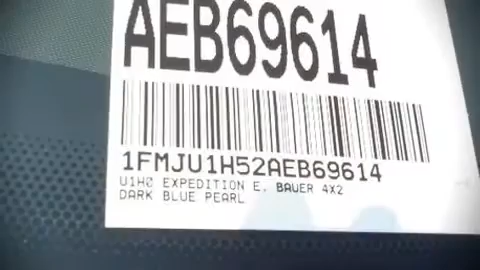 AEB69614
1FMJU1H52AEB69614
U1H0 EXPEDITION E. BAUER 4X2
DARK BLUE PEARL